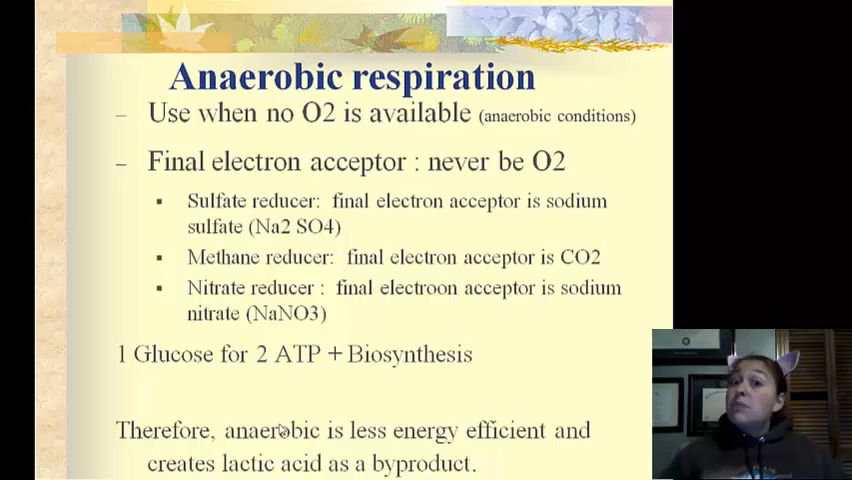 Anaerobic respiration
– Use when no O2 is available (anaerobic conditions)
– Final electron acceptor : never be O2
▪ Sulfate reducer: final electron acceptor is sodium
sulfate (Na2 SO4)
▪ Methane reducer: final electron acceptor is CO2
▪ Nitrate reducer : final electroon acceptor is sodium
nitrate (NaNO3)
1 Glucose for 2 ATP + Biosynthesis
Therefore, anaerobic is less energy efficient and
creates lactic acid as a byproduct.